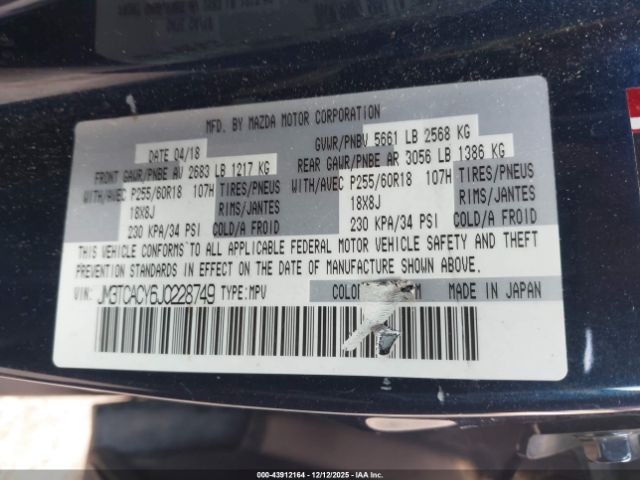 MFD. BY MAZDA MOTOR CORPORATION
DATE 04/18 GVWR/PNBV 5661 LB 2568 KG
FRONT GAWR/PNBE AV 2683 LB 1217 KG REAR GAWR/PNBE AR 3056 LB 1386 KG
WITH/AVEC P255/60R18 107H TIRES/PNEUS WITH/AVEC P255/60R18 107H TIRES/PNEUS
18X8J RIMS/JANTES 18X8J RIMS/JANTES
230 KPA/34 PSI COLD/A FROID 230 KPA/34 PSI COLD/A FROID
THIS VEHICLE CONFORMS TO ALL APPLICABLE FEDERAL MOTOR VEHICLE SAFETY AND THEFT
PREVENTION STANDARDS IN EFFECT ON THE DATE OF MANUFACTURE SHOWN ABOVE.
VIN: JM3TCACY6J0228749 TYPE:MPV MADE IN JAPAN
000-43912164 - 12/12/2025 - © COPYRIGHT IAA, LLC